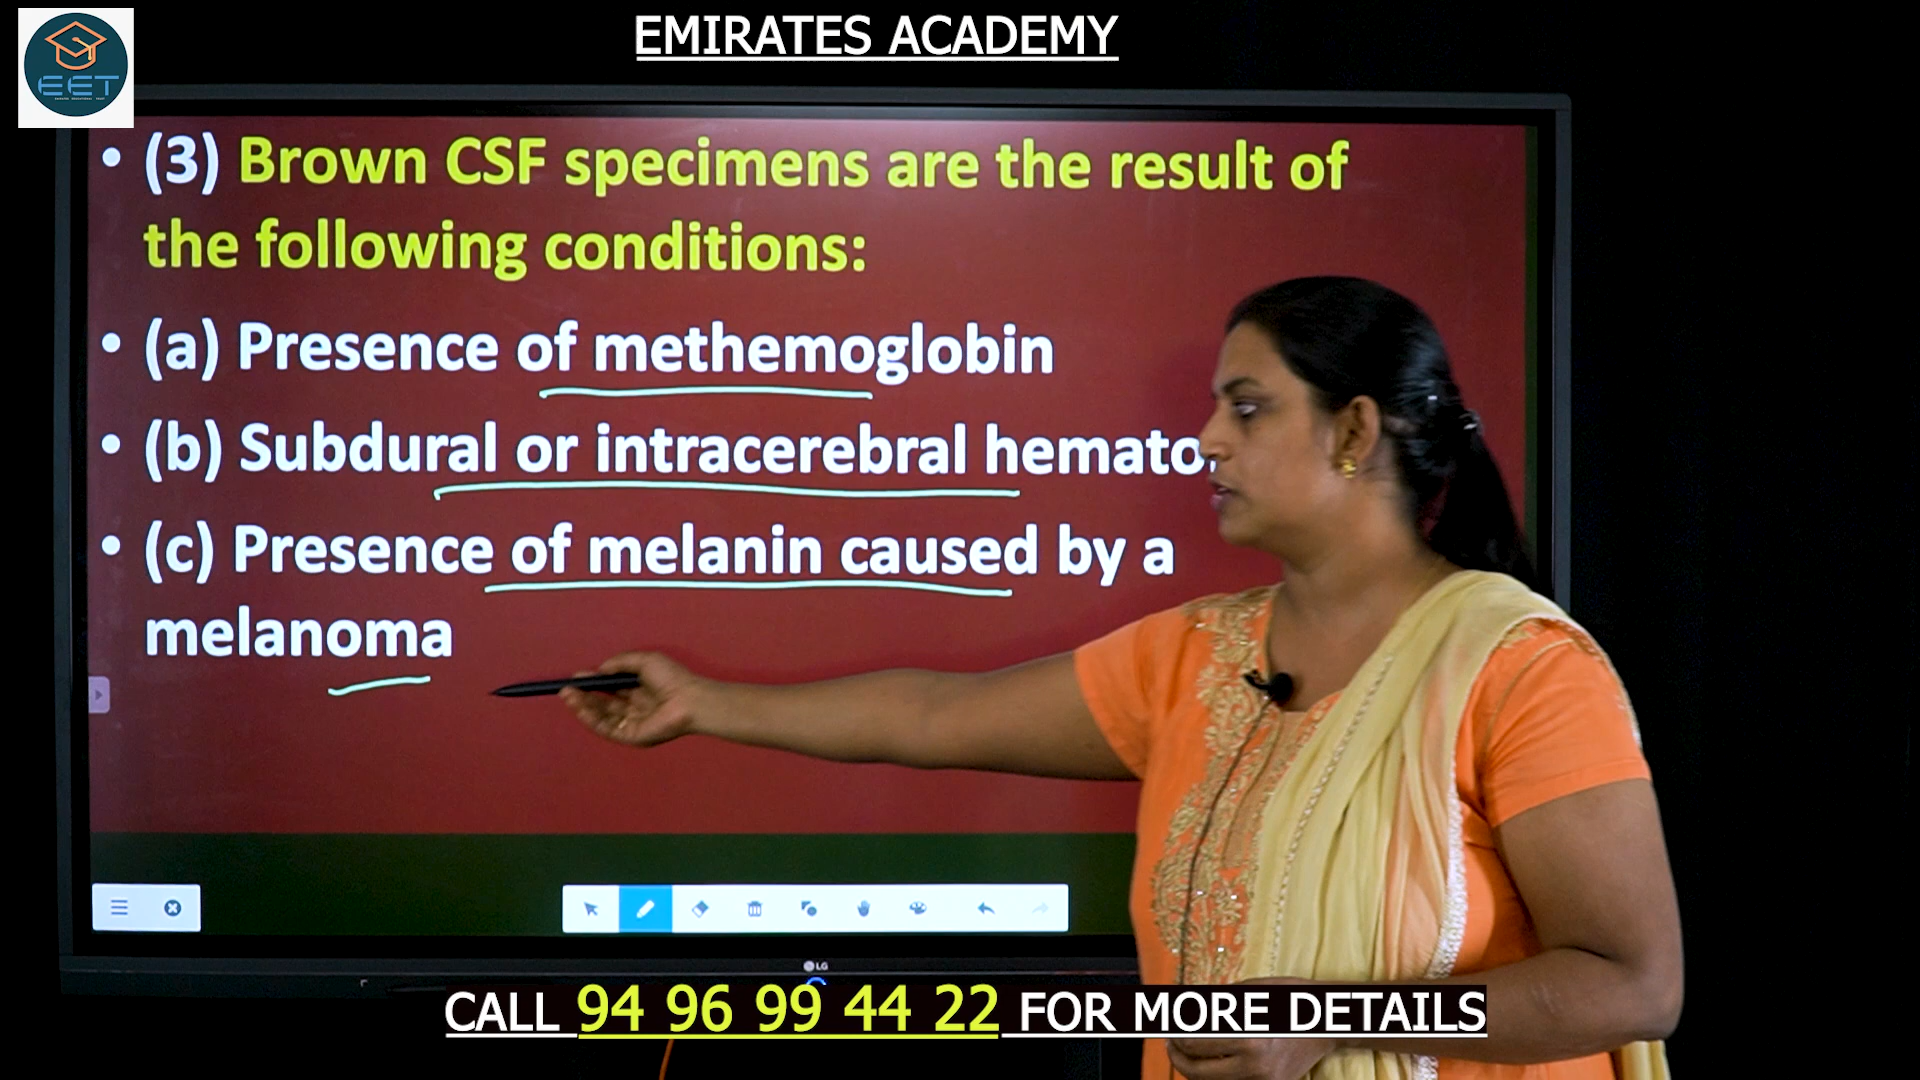 EMIRATES ACADEMY
EET
• (3) Brown CSF specimens are the result of
the following conditions:
• (a) Presence of methemoglobin
• (b) Subdural or intracerebral hemato
• (c) Presence of melanin caused by a
melanoma
LG
CALL 94 96 99 44 22 FOR MORE DETAILS